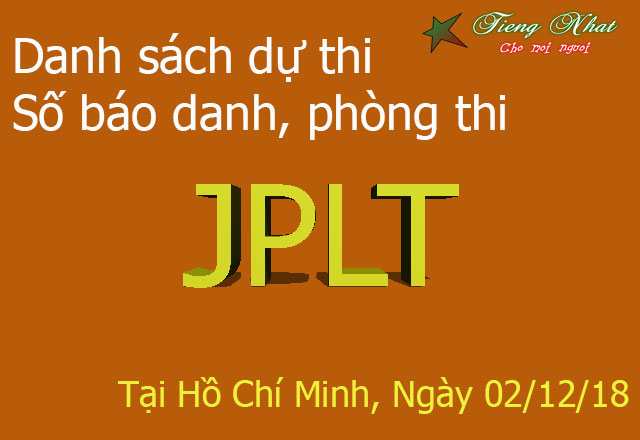 Tieng Nhat
Cho moi nguoi
Danh sách dự thi
Số báo danh, phòng thi
JPLT
Tại Hồ Chí Minh, Ngày 02/12/18